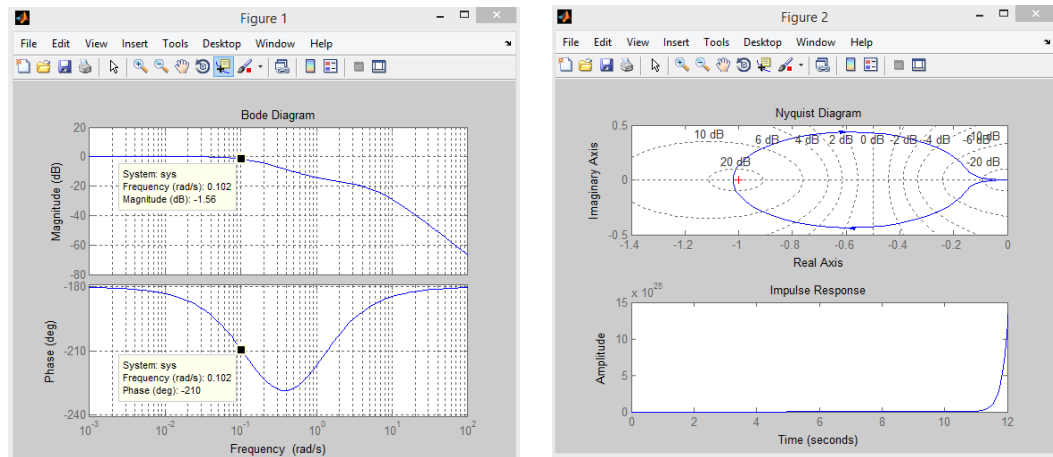 Figure 1
File Edit View Insert Tools Desktop Window Help
Bode Diagram
Magnitude (dB)
20
0
-20
-40
-60
-80
System: sys
Frequency (rad/s): 0.102
Magnitude (dB): -1.56
Phase (deg)
-180
-210
-240
System: sys
Frequency (rad/s): 0.102
Phase (deg): -210
10^-3 10^-2 10^-1 10^0 10^1 10^2
Frequency (rad/s)
Figure 2
File Edit View Insert Tools Desktop Window Help
Nyquist Diagram
Imaginary Axis
0.5
0
-0.5
10 dB 6 dB 4 dB 2 dB 0 dB -2 dB -4 dB -6 dB -10 dB
20 dB -20 dB
-1.4 -1.2 -1 -0.8 -0.6 -0.4 -0.2 0
Real Axis
Impulse Response
x 10^25
Amplitude
15
10
5
0
0 2 4 6 8 10 12
Time (seconds)